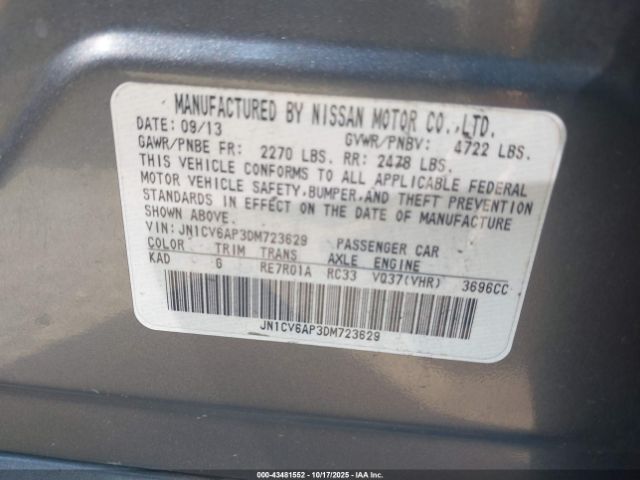 MANUFACTURED BY NISSAN MOTOR CO.,LTD.
DATE: 09/13 GVWR/PNBV: 4722 LBS.
GAWR/PNBE FR: 2270 LBS. RR: 2478 LBS.
THIS VEHICLE CONFORMS TO ALL APPLICABLE FEDERAL
MOTOR VEHICLE SAFETY, BUMPER, AND THEFT PREVENTION
STANDARDS IN EFFECT ON THE DATE OF MANUFACTURE
SHOWN ABOVE.
VIN: JN1CV6AP3DM723629 PASSENGER CAR
COLOR TRIM TRANS AXLE ENGINE
KAD G RE7R01A RC33 VQ37(VHR) 3696CC
JN1CV6AP3DM723629
000-43481552 | 10/17/2025 | IAAI.COM